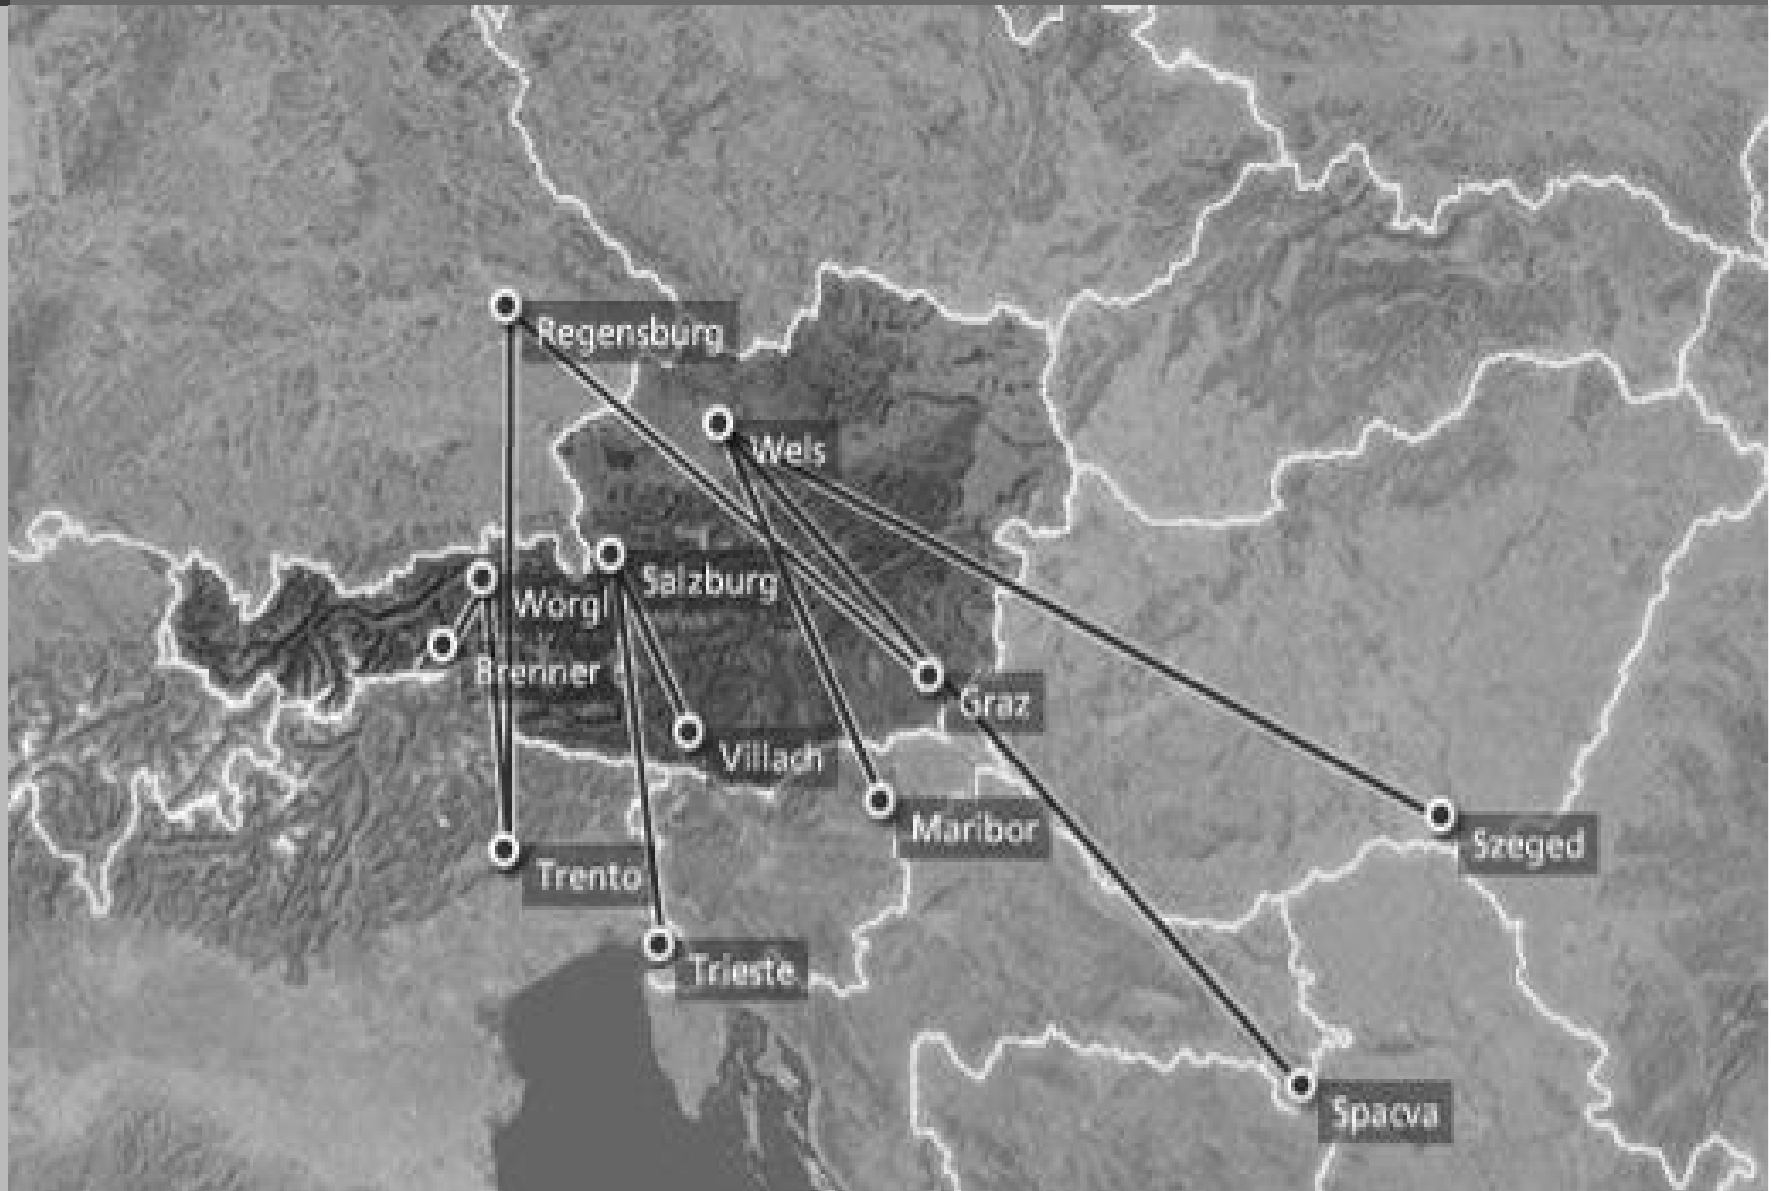 Regensburg
Wels
Salzburg
Worgl
Brenner
Graz
Villach
Maribor
Szeged
Trento
Trieste
Spacva